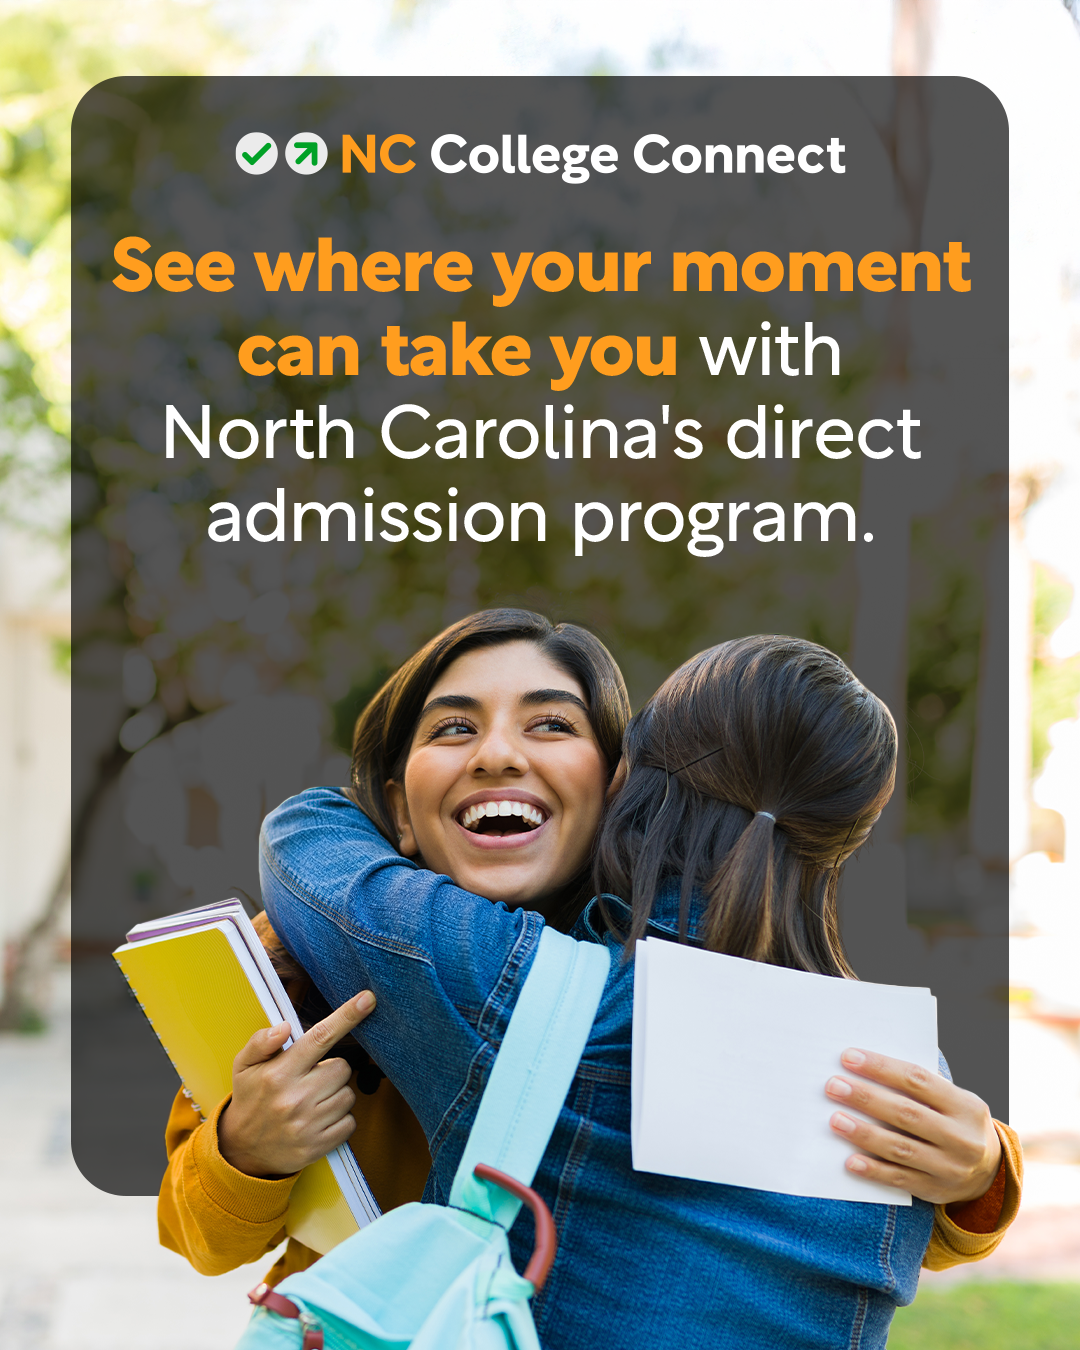 NC College Connect
See where your moment
can take you with
North Carolina's direct
admission program.